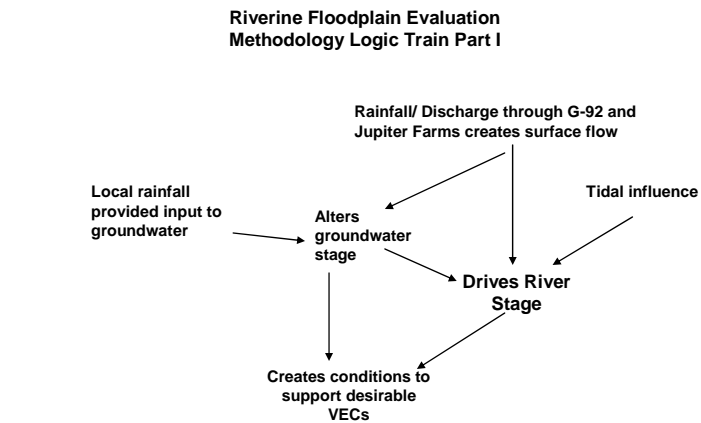 Riverine Floodplain Evaluation
Methodology Logic Train Part I
Rainfall/ Discharge through G-92 and
Jupiter Farms creates surface flow
Local rainfall
provided input to
groundwater
Tidal influence
Alters
groundwater
stage
Drives River
Stage
Creates conditions to
support desirable
VECs